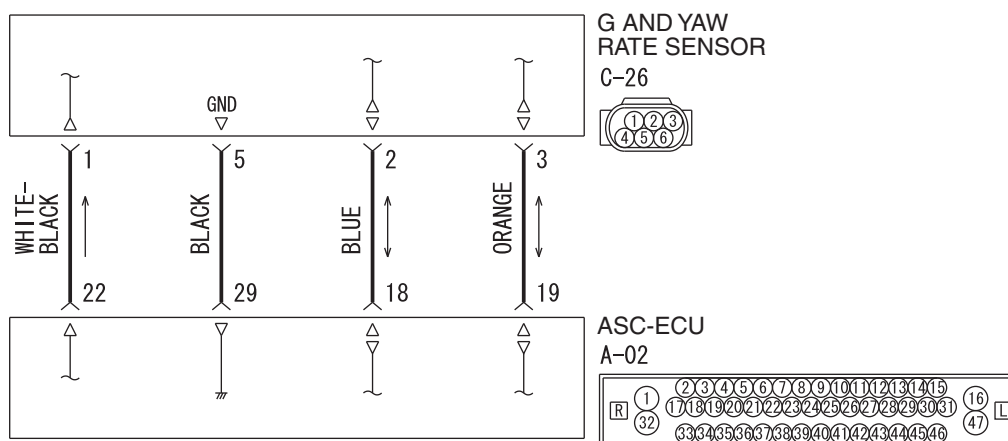 G AND YAW
RATE SENSOR
C-26
1 2 3
4 5 6
GND
1 5 2 3
WHITE-
BLACK
BLACK
BLUE
ORANGE
22 29 18 19
ASC-ECU
A-02
R 1 2 3 4 5 6 7 8 9 10 11 12 13 14 15 16 L
32 17 18 19 20 21 22 23 24 25 26 27 28 29 30 31 47
33 34 35 36 37 38 39 40 41 42 43 44 45 46